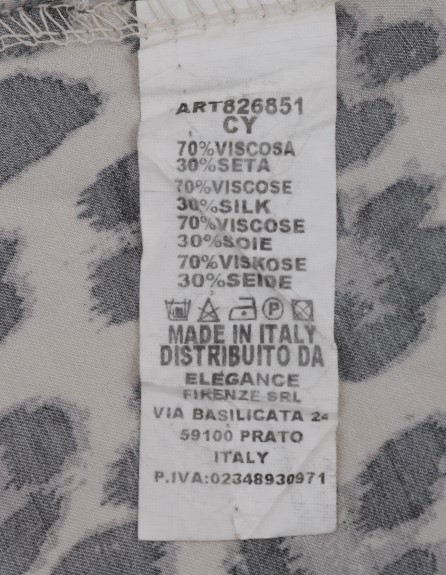 ART826851
CY
70%VISCOSA
30%SETA
70%VISCOSE
30%SILK
70%VISCOSE
30%SOIE
70%VISKOSE
30%SEIDE
MADE IN ITALY
DISTRIBUITO DA
ELEGANCE
FIRENZE SRL
VIA BASILICATA 24
59100 PRATO
ITALY
P.IVA:02348930971